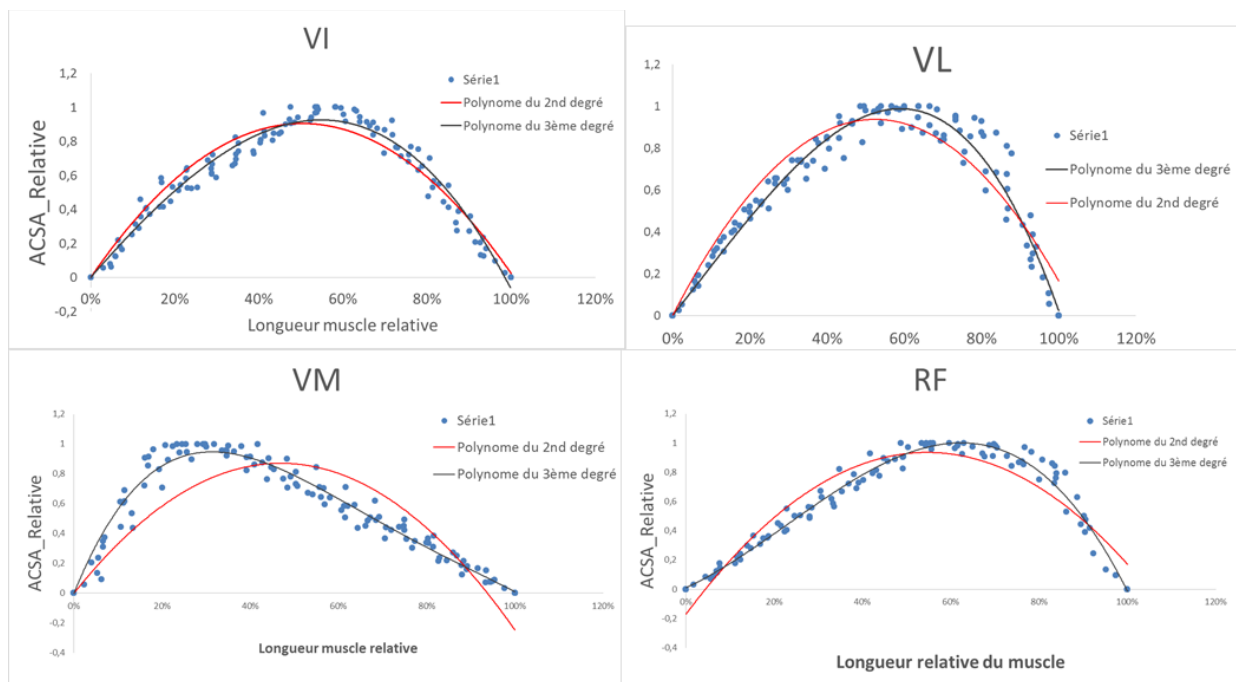 VI
1,2
1
0,8
0,6
0,4
0,2
0
-0,2
ACSA_Relative
Série1
Polynome du 2nd degré
Polynome du 3ème degré
0% 20% 40% 60% 80% 100% 120%
Longueur muscle relative
VL
1,2
1
0,8
0,6
0,4
0,2
0
Série1
Polynome du 3ème degré
Polynome du 2nd degré
0% 20% 40% 60% 80% 100% 120%
VM
1,2
1
0,8
0,6
0,4
0,2
0
-0,2
-0,4
ACSA_Relative
Série1
Polynome du 2nd degré
Polynome du 3ème degré
0% 20% 40% 60% 80% 100% 120%
Longueur muscle relative
RF
1,2
1
0,8
0,6
0,4
0,2
0
-0,2
-0,4
ACSA_Relative
Série1
Polynome du 2nd degré
Polynome du 3ème degré
0% 20% 40% 60% 80% 100% 120%
Longueur relative du muscle